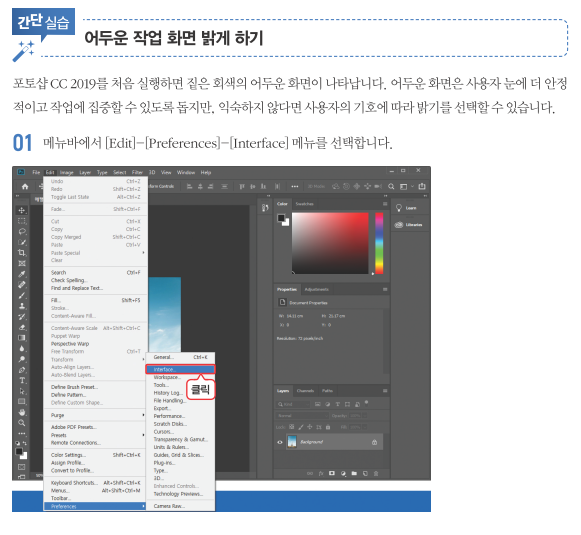 간단 실습
어두운 작업 화면 밝게 하기
포토샵 CC 2019를 처음 실행하면 짙은 회색의 어두운 화면이 나타납니다. 어두운 화면은 사용자 눈에 더 안정
적이고 작업에 집중할 수 있도록 돕지만, 익숙하지 않다면 사용자의 기호에 따라 밝기를 선택할 수 있습니다.
01 메뉴바에서 [Edit]-[Preferences]-[Interface] 메뉴를 선택합니다.
File Edit Image Layer Type Select Filter 3D View Window Help
Undo Ctrl+Z
Redo Shift+Ctrl+Z
Toggle Last State Alt+Ctrl+Z
Fade... Shift+Ctrl+F
Cut Ctrl+X
Copy Ctrl+C
Copy Merged Shift+Ctrl+C
Paste Ctrl+V
Paste Special
Clear
Search Ctrl+F
Check Spelling...
Find and Replace Text...
Fill... Shift+F5
Stroke...
Content-Aware Fill...
Content-Aware Scale Alt+Shift+Ctrl+C
Puppet Warp
Perspective Warp
Free Transform Ctrl+T
Transform
Auto-Align Layers...
Auto-Blend Layers...
Define Brush Preset...
Define Pattern...
Define Custom Shape...
Purge
Adobe PDF Presets...
Presets
Remote Connections...
Color Settings... Shift+Ctrl+K
Assign Profile...
Convert to Profile...
Keyboard Shortcuts... Alt+Shift+Ctrl+K
Menus... Alt+Shift+Ctrl+M
Toolbar...
Preferences
General... Ctrl+K
Interface...
Workspace...
Tools...
History Log...
File Handling...
Export...
Performance...
Scratch Disks...
Cursors...
Transparency & Gamut...
Units & Rulers...
Guides, Grid & Slices...
Plug-ins...
Type...
3D...
Enhanced Controls...
Technology Previews...
Camera Raw...
클릭
Color Swatches
Learn
Libraries
Properties Adjustments
Document Properties
Resolution: 72 pixels/inch
Layers Channels Paths
Background